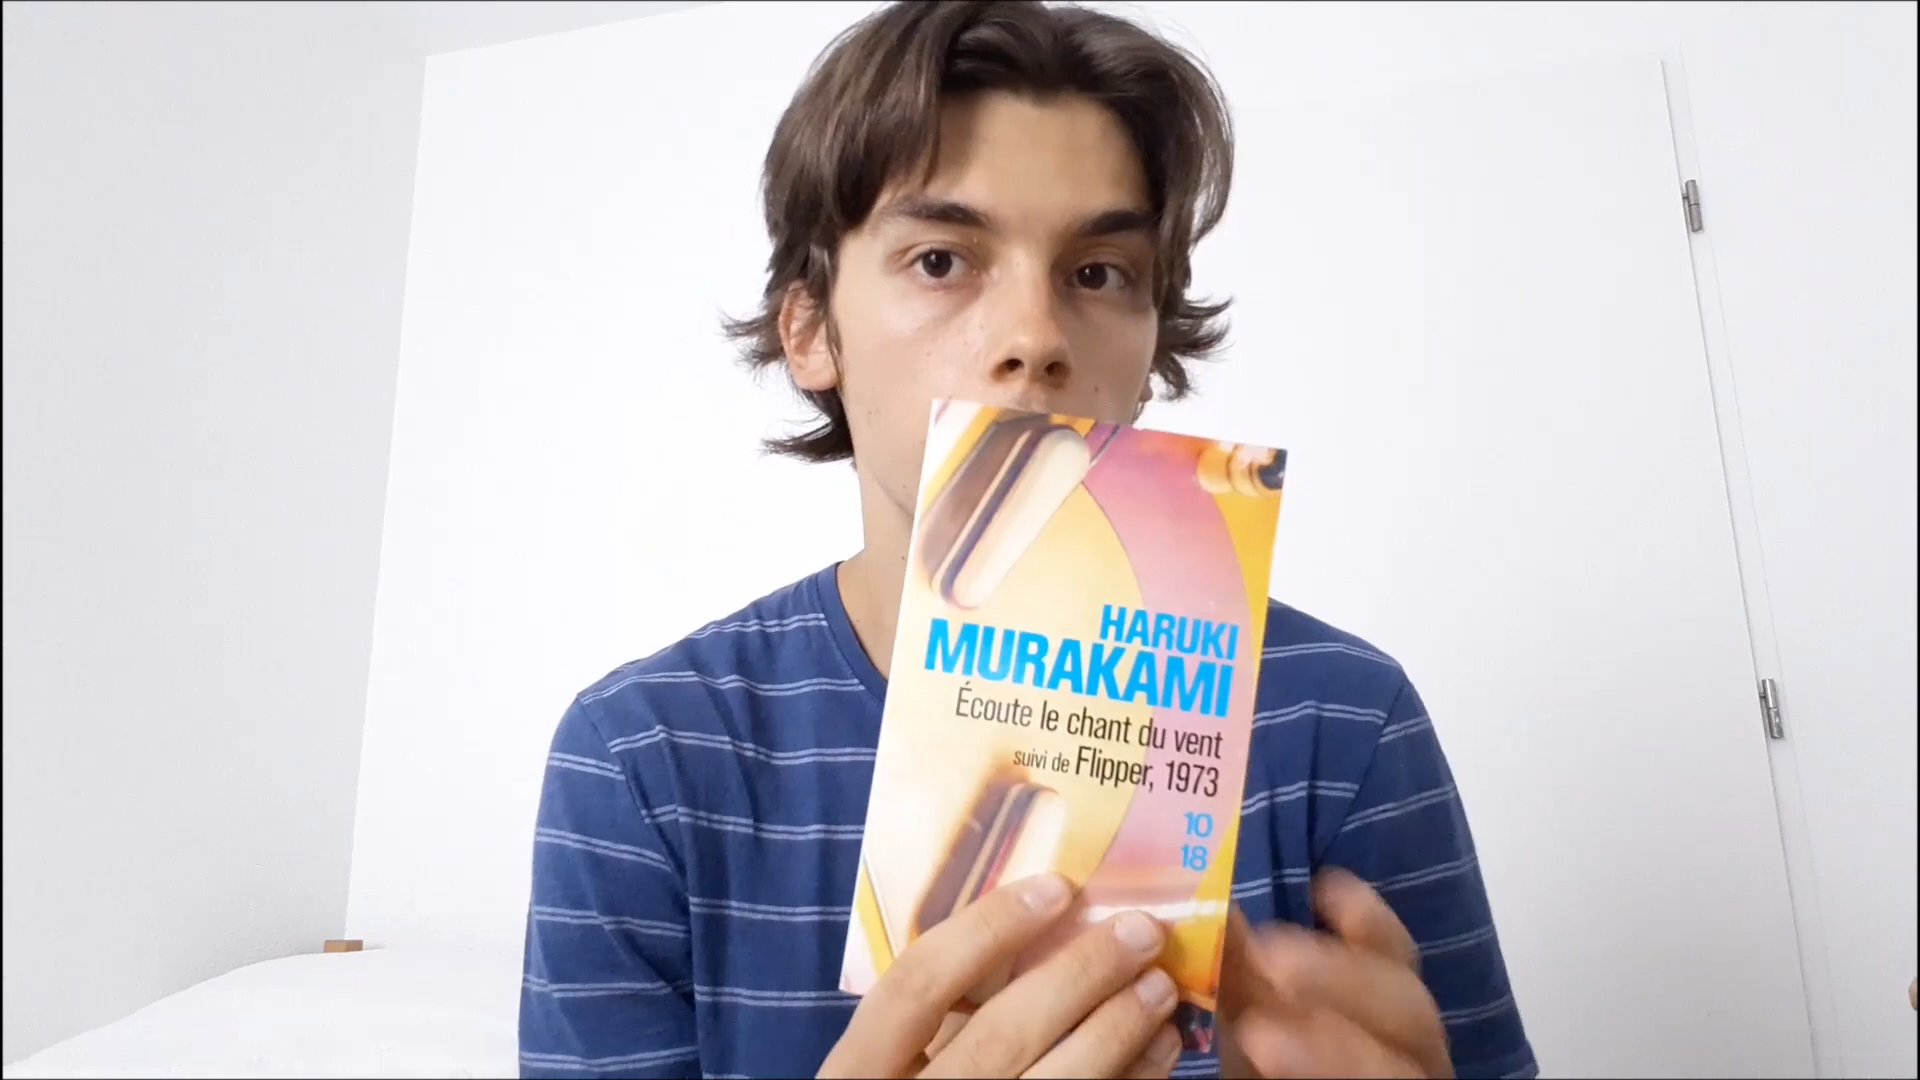 HARUKI
MURAKAMI
Écoute le chant du vent
suivi de Flipper, 1973
10
18